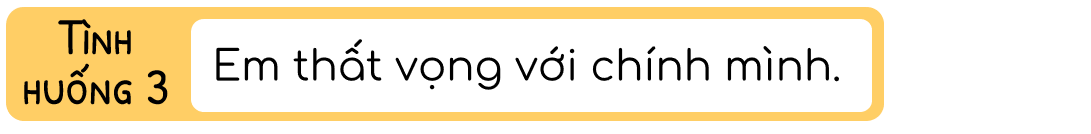 TÌNH
HUỐNG 3
Em thất vọng với chính mình.